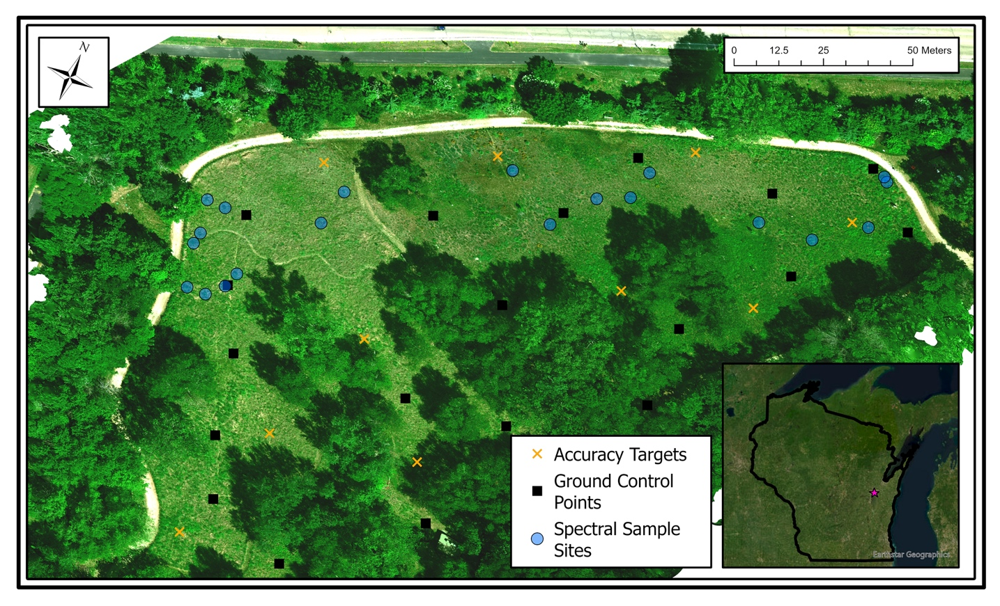 N
0 12.5 25 50 Meters
Accuracy Targets
Ground Control
Points
Spectral Sample
Sites
Earthstar Geographics